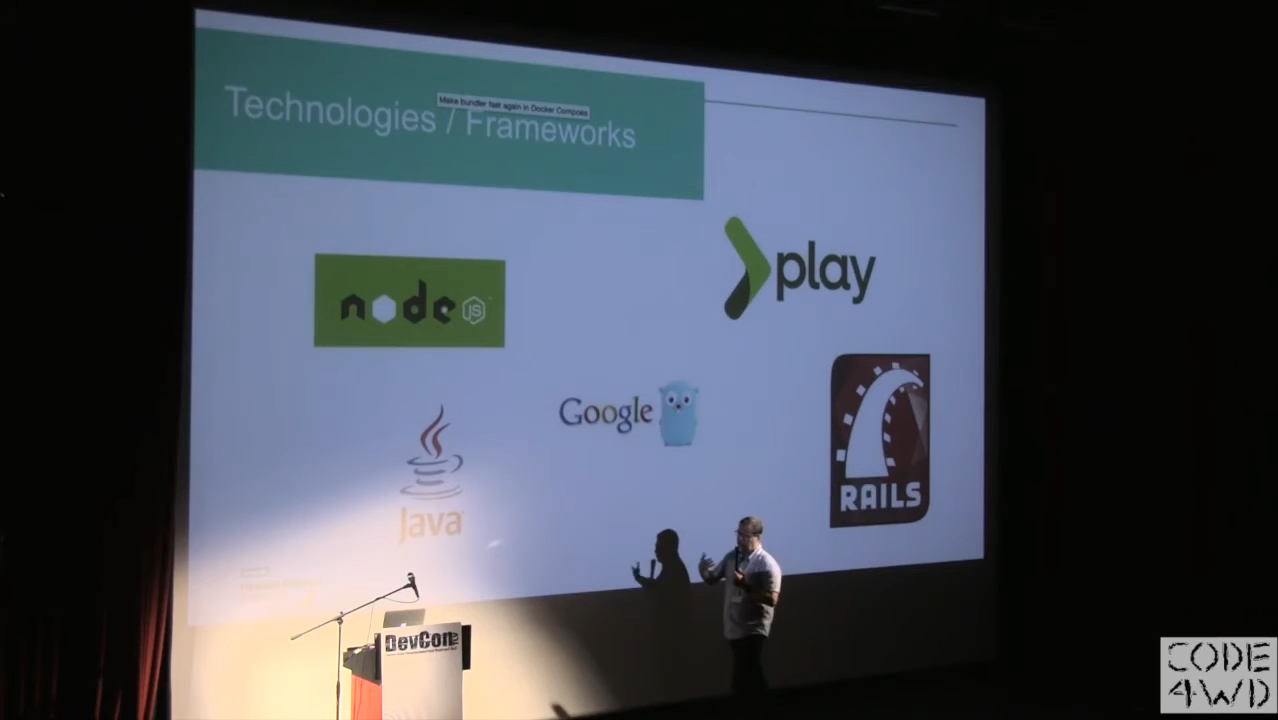 Technologies / Frameworks
Make bundler fast again in Docker Compose
node
JS
play
Google
Java
RAILS
DevCon
CODE
4WD